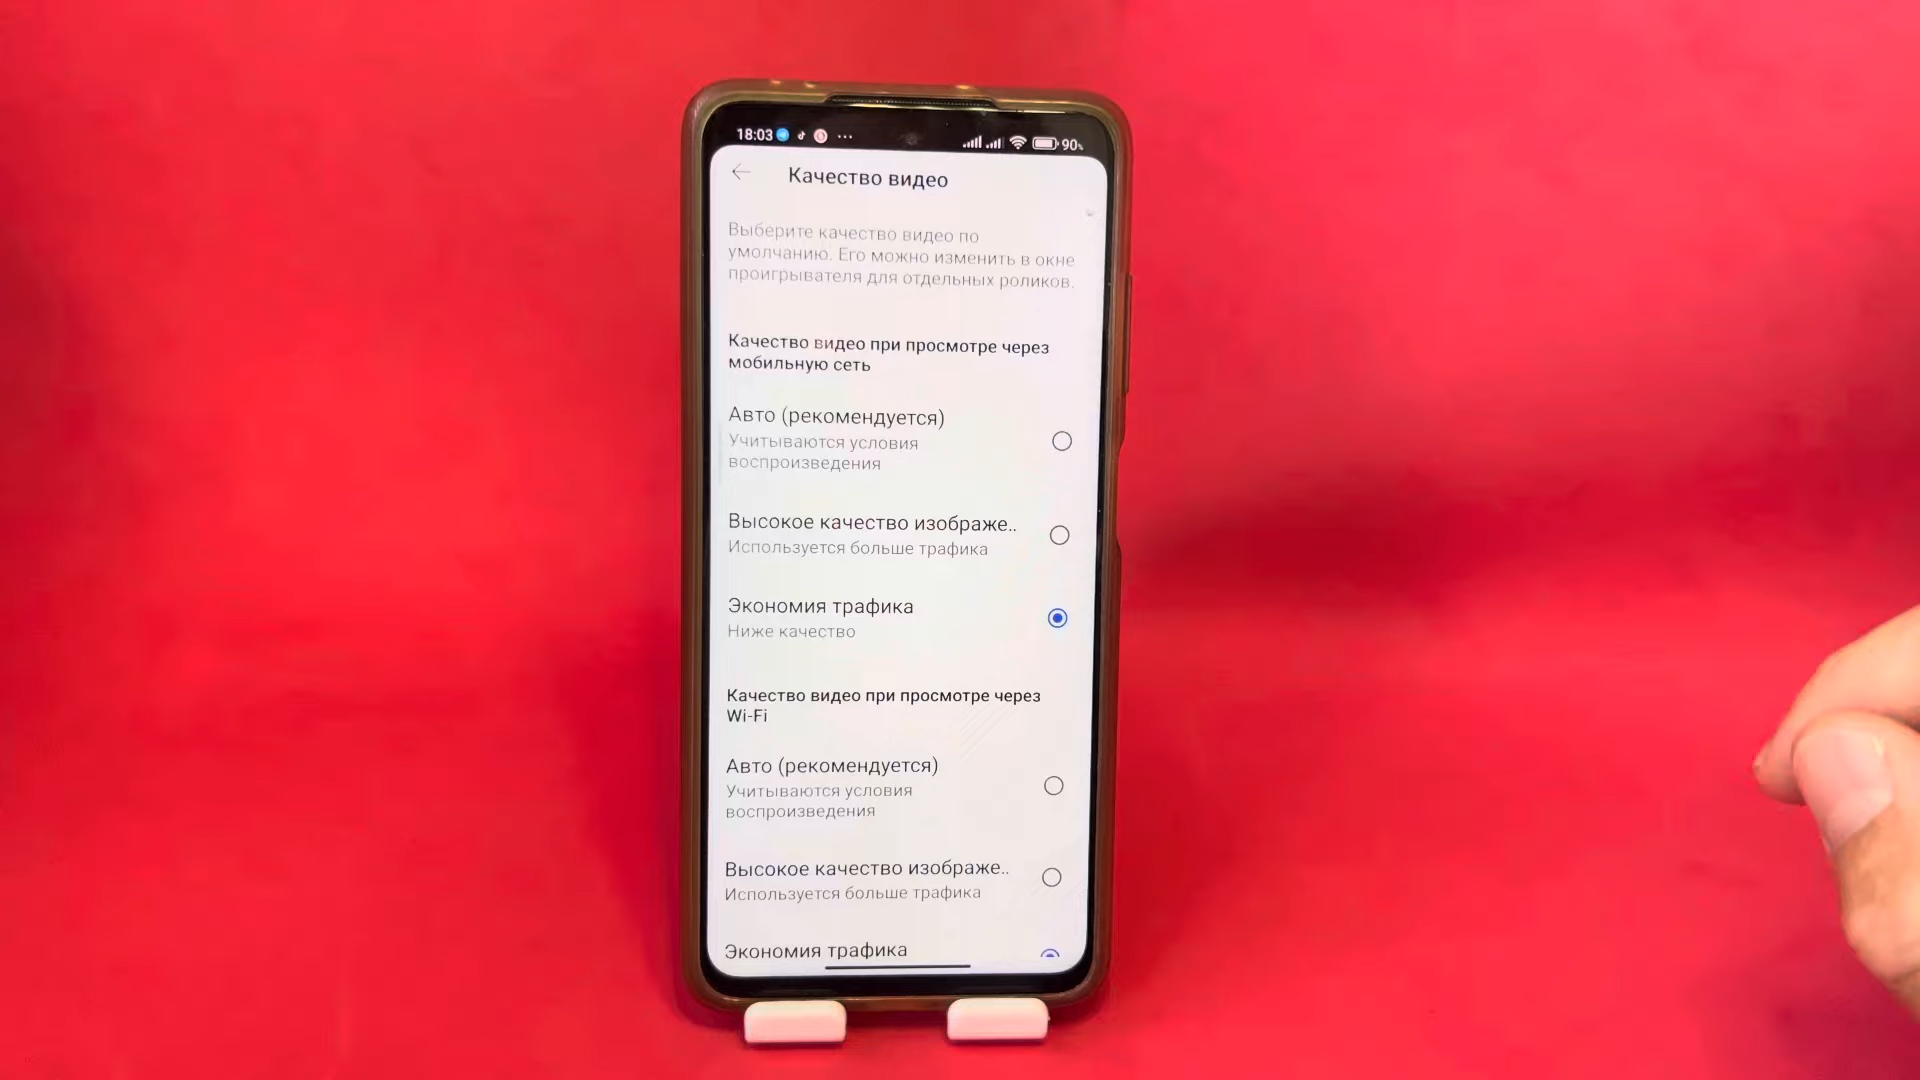 18:03
90%
Качество видео
Выберите качество видео по
умолчанию. Его можно изменить в окне
проигрывателя для отдельных роликов.
Качество видео при просмотре через
мобильную сеть
Авто (рекомендуется)
Учитываются условия
воспроизведения
Высокое качество изображе..
Используется больше трафика
Экономия трафика
Ниже качество
Качество видео при просмотре через
Wi-Fi
Авто (рекомендуется)
Учитываются условия
воспроизведения
Высокое качество изображе..
Используется больше трафика
Экономия трафика